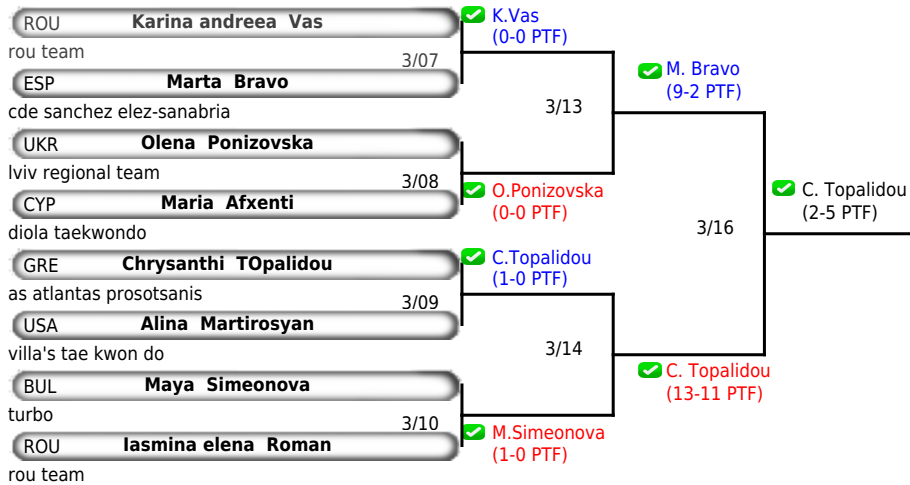 ROU Karina andreea Vas
rou team
3/07
ESP Marta Bravo
cde sanchez elez-sanabria
UKR Olena Ponizovska
lviv regional team
3/08
CYP Maria Afxenti
diola taekwondo
GRE Chrysanthi TOpalidou
as atlantas prosotsanis
3/09
USA Alina Martirosyan
villa's tae kwon do
BUL Maya Simeonova
turbo
3/10
ROU Iasmina elena Roman
rou team
K.Vas
(0-0 PTF)
3/13
O.Ponizovska
(0-0 PTF)
C.Topalidou
(1-0 PTF)
3/14
M.Simeonova
(1-0 PTF)
M. Bravo
(9-2 PTF)
3/16
C. Topalidou
(13-11 PTF)
C. Topalidou
(2-5 PTF)